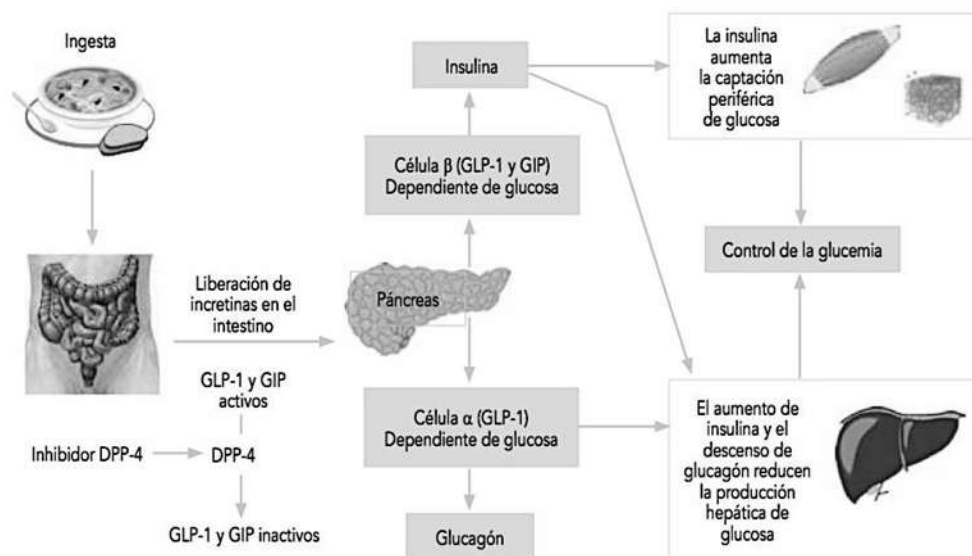 Ingesta
Liberación de
incretinas en el
intestino
GLP-1 y GIP
activos
Inhibidor DPP-4
DPP-4
GLP-1 y GIP inactivos
Insulina
Célula β (GLP-1 y GIP)
Dependiente de glucosa
Páncreas
Célula α (GLP-1)
Dependiente de glucosa
Glucagón
La insulina
aumenta
la captación
periférica
de glucosa
Control de la glucemia
El aumento de
insulina y el
descenso de
glucagón reducen
la producción
hepática de
glucosa